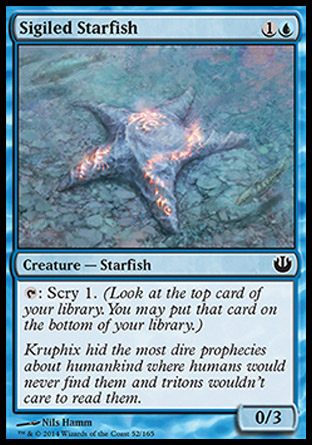 Sigiled Starfish 1
Creature — Starfish
: Scry 1. (Look at the top card of
your library. You may put that card on
the bottom of your library.)
Kruphix hid the most dire prophecies
about humankind where humans would
never find them and tritons wouldn't
care to read them.
Nils Hamm
™ & © 2014 Wizards of the Coast 52/165
0/3